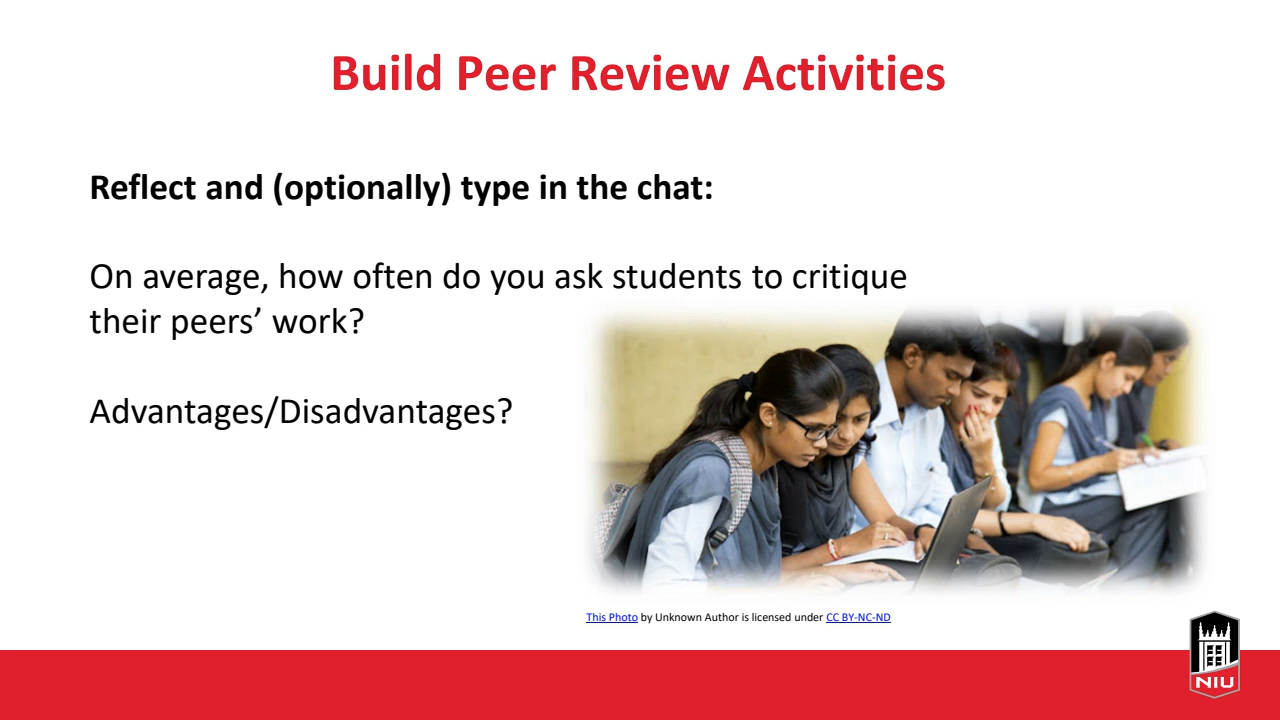 Build Peer Review Activities
Reflect and (optionally) type in the chat:
On average, how often do you ask students to critique
their peers’ work?
Advantages/Disadvantages?
This Photo by Unknown Author is licensed under CC BY-NC-ND
NIU